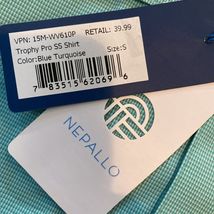 VPN: 15M-WV610P RETAIL: 39.99
Trophy Pro SS Shirt
Color:Blue Turquoise Size:S
7 83515 62069 6
NEPALLO